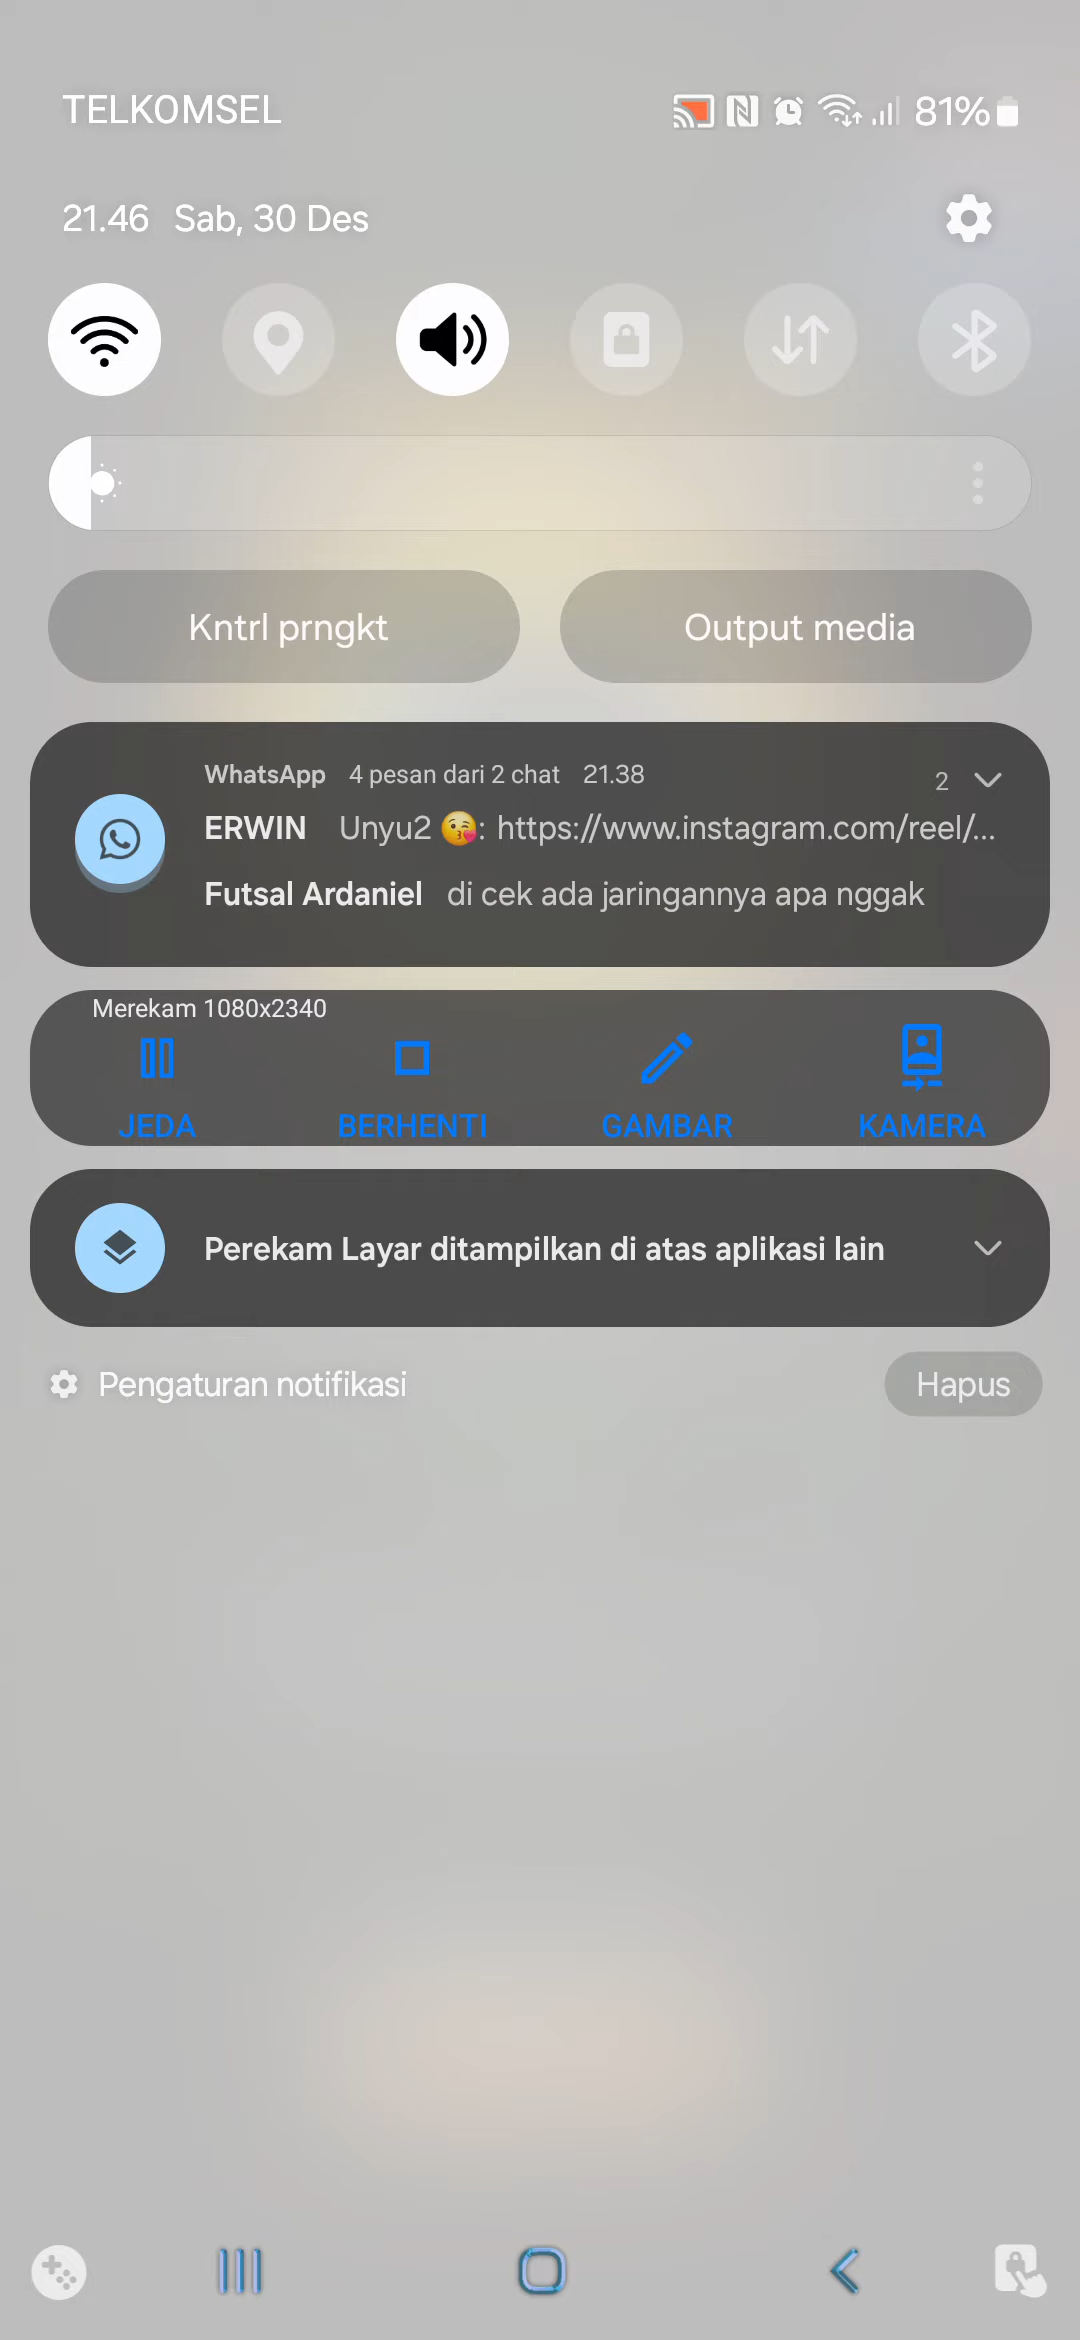 TELKOMSEL 81%
21.46 Sab, 30 Des
Kntrl prngkt Output media
WhatsApp 4 pesan dari 2 chat 21.38 2
ERWIN Unyu2 😘: https://www.instagram.com/reel/...
Futsal Ardaniel di cek ada jaringannya apa nggak
Merekam 1080x2340
JEDA BERHENTI GAMBAR KAMERA
Perekam Layar ditampilkan di atas aplikasi lain
Pengaturan notifikasi Hapus